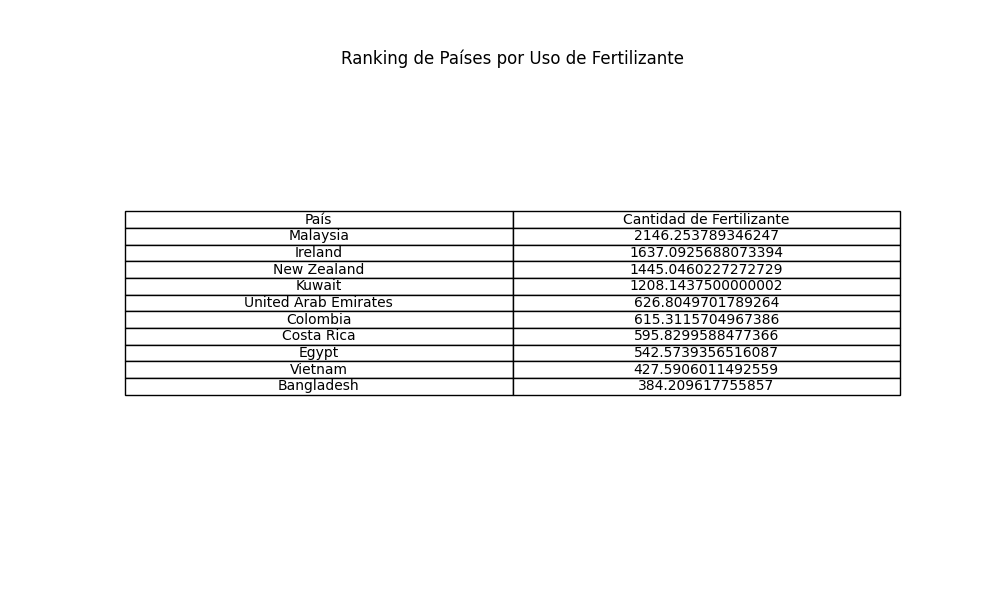 Ranking de Países por Uso de Fertilizante
País Cantidad de Fertilizante
Malaysia 2146.253789346247
Ireland 1637.0925688073394
New Zealand 1445.0460227272729
Kuwait 1208.1437500000002
United Arab Emirates 626.8049701789264
Colombia 615.3115704967386
Costa Rica 595.8299588477366
Egypt 542.5739356516087
Vietnam 427.5906011492559
Bangladesh 384.209617755857